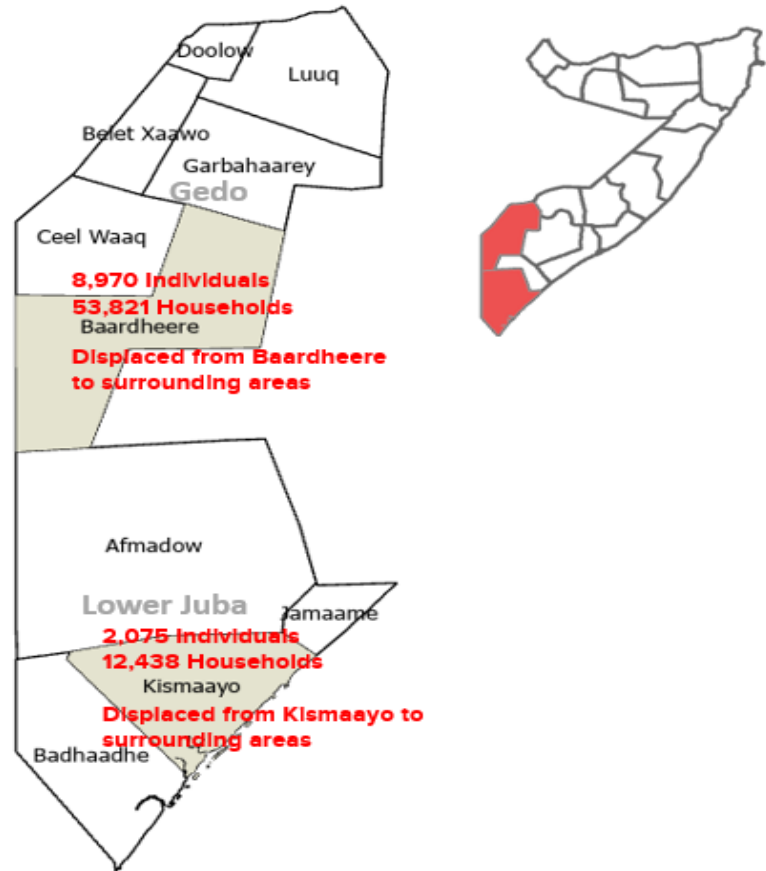 Doolow
Luuq
Belet Xaawo
Garbahaarey
Gedo
Ceel Waaq
8,970 Individuals
53,821 Households
Baardheere
Displaced from Baardheere
to surrounding areas
Afmadow
Lower Juba
Jamaame
2,075 Individuals
12,438 Households
Kismaayo
Displaced from Kismaayo to
surrounding areas
Badhaadhe